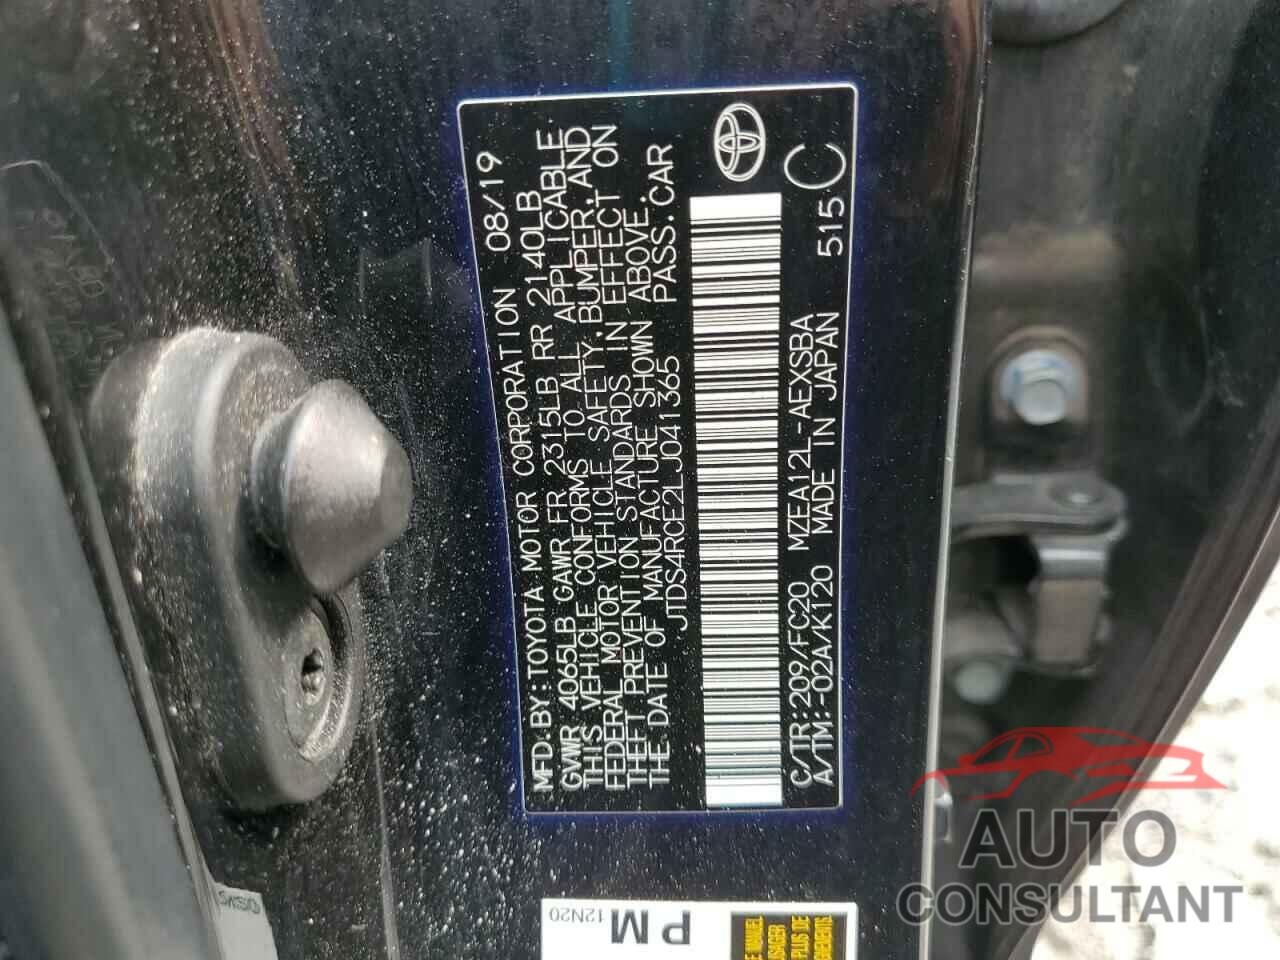 MFD.BY:TOYOTA MOTOR CORPORATION 08/19
GVWR 4065LB GAWR FR 2315LB RR 2140LB
THIS VEHICLE CONFORMS TO ALL APPLICABLE
FEDERAL MOTOR VEHICLE SAFETY,BUMPER,AND
THEFT PREVENTION STANDARDS IN EFFECT ON
THE DATE OF MANUFACTURE SHOWN ABOVE.
JTDS4RCE2LJ041365 PASS.CAR
C/TR:209/FC20 MZEA12L-AEXSBA
A/TM:-02A/K120 MADE IN JAPAN 515 C
PM
12N20
PLUS DE
AUTO
CONSULTANT